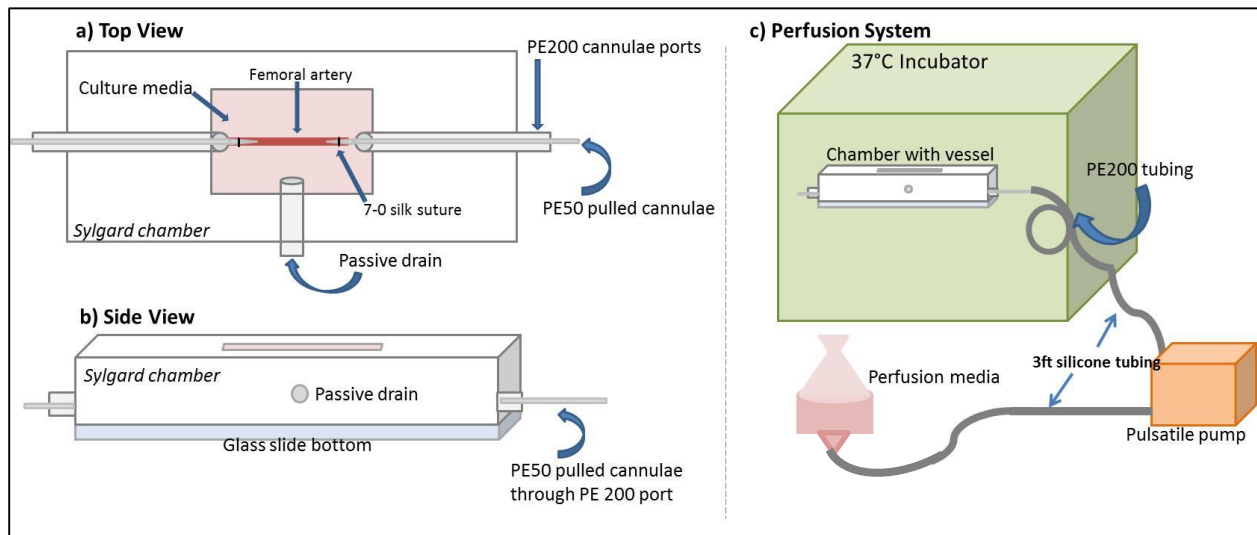 a) Top View
PE200 cannulae ports
Femoral artery
Culture media
7-0 silk suture
PE50 pulled cannulae
Sylgard chamber
Passive drain
b) Side View
Sylgard chamber
Passive drain
Glass slide bottom
PE50 pulled cannulae
through PE 200 port
c) Perfusion System
37°C Incubator
Chamber with vessel
PE200 tubing
3ft silicone tubing
Perfusion media
Pulsatile pump